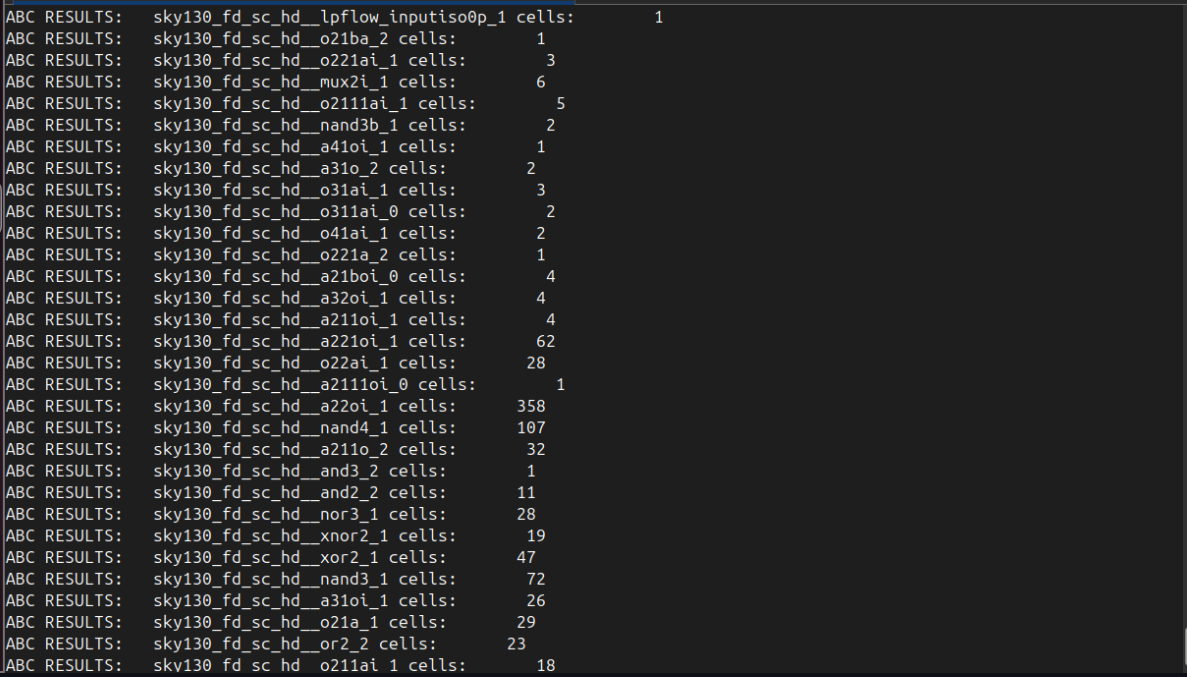 ABC RESULTS:   sky130_fd_sc_hd__lpflow_inputiso0p_1 cells:        1
ABC RESULTS:   sky130_fd_sc_hd__o21ba_2 cells:        1
ABC RESULTS:   sky130_fd_sc_hd__o221ai_1 cells:        3
ABC RESULTS:   sky130_fd_sc_hd__mux2i_1 cells:        6
ABC RESULTS:   sky130_fd_sc_hd__o2111ai_1 cells:        5
ABC RESULTS:   sky130_fd_sc_hd__nand3b_1 cells:        2
ABC RESULTS:   sky130_fd_sc_hd__a41oi_1 cells:        1
ABC RESULTS:   sky130_fd_sc_hd__a31o_2 cells:        2
ABC RESULTS:   sky130_fd_sc_hd__o31ai_1 cells:        3
ABC RESULTS:   sky130_fd_sc_hd__o311ai_0 cells:        2
ABC RESULTS:   sky130_fd_sc_hd__o41ai_1 cells:        2
ABC RESULTS:   sky130_fd_sc_hd__o221a_2 cells:        1
ABC RESULTS:   sky130_fd_sc_hd__a21boi_0 cells:        4
ABC RESULTS:   sky130_fd_sc_hd__a32oi_1 cells:        4
ABC RESULTS:   sky130_fd_sc_hd__a211oi_1 cells:        4
ABC RESULTS:   sky130_fd_sc_hd__a221oi_1 cells:       62
ABC RESULTS:   sky130_fd_sc_hd__o22ai_1 cells:       28
ABC RESULTS:   sky130_fd_sc_hd__a2111oi_0 cells:        1
ABC RESULTS:   sky130_fd_sc_hd__a22oi_1 cells:      358
ABC RESULTS:   sky130_fd_sc_hd__nand4_1 cells:      107
ABC RESULTS:   sky130_fd_sc_hd__a211o_2 cells:       32
ABC RESULTS:   sky130_fd_sc_hd__and3_2 cells:        1
ABC RESULTS:   sky130_fd_sc_hd__and2_2 cells:       11
ABC RESULTS:   sky130_fd_sc_hd__nor3_1 cells:       28
ABC RESULTS:   sky130_fd_sc_hd__xnor2_1 cells:       19
ABC RESULTS:   sky130_fd_sc_hd__xor2_1 cells:       47
ABC RESULTS:   sky130_fd_sc_hd__nand3_1 cells:       72
ABC RESULTS:   sky130_fd_sc_hd__a31oi_1 cells:       26
ABC RESULTS:   sky130_fd_sc_hd__o21a_1 cells:       29
ABC RESULTS:   sky130_fd_sc_hd__or2_2 cells:       23
ABC RESULTS:   sky130_fd_sc_hd__o211ai_1 cells:       18